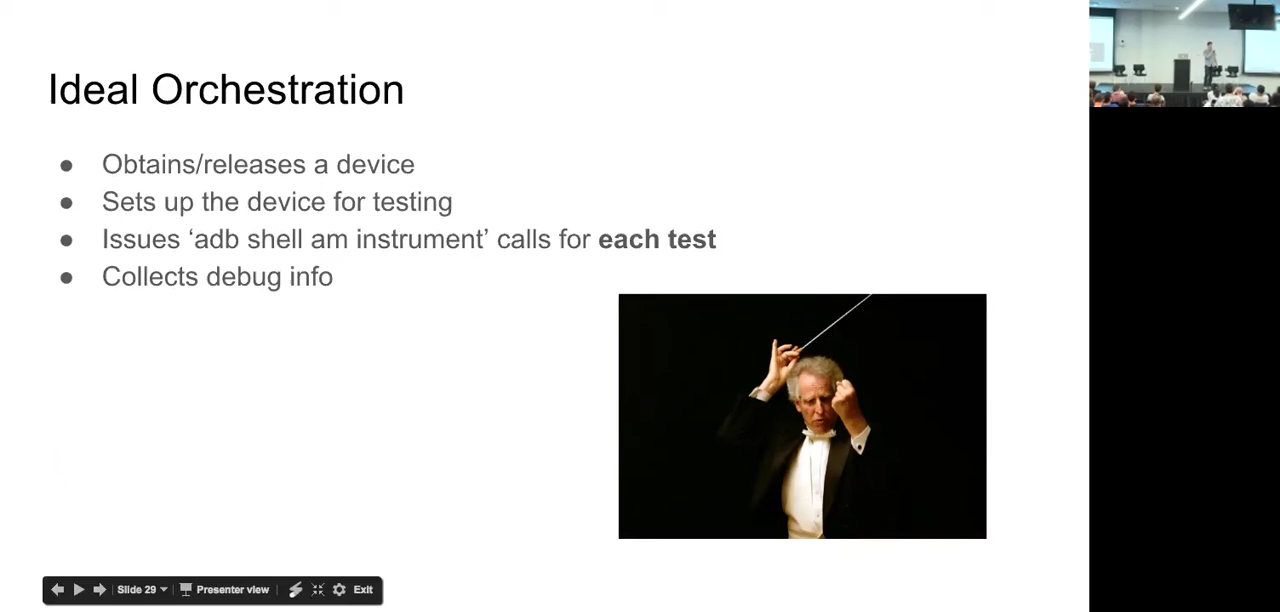 Ideal Orchestration
● Obtains/releases a device
● Sets up the device for testing
● Issues ‘adb shell am instrument’ calls for each test
● Collects debug info
Slide 29
Presenter view
Exit